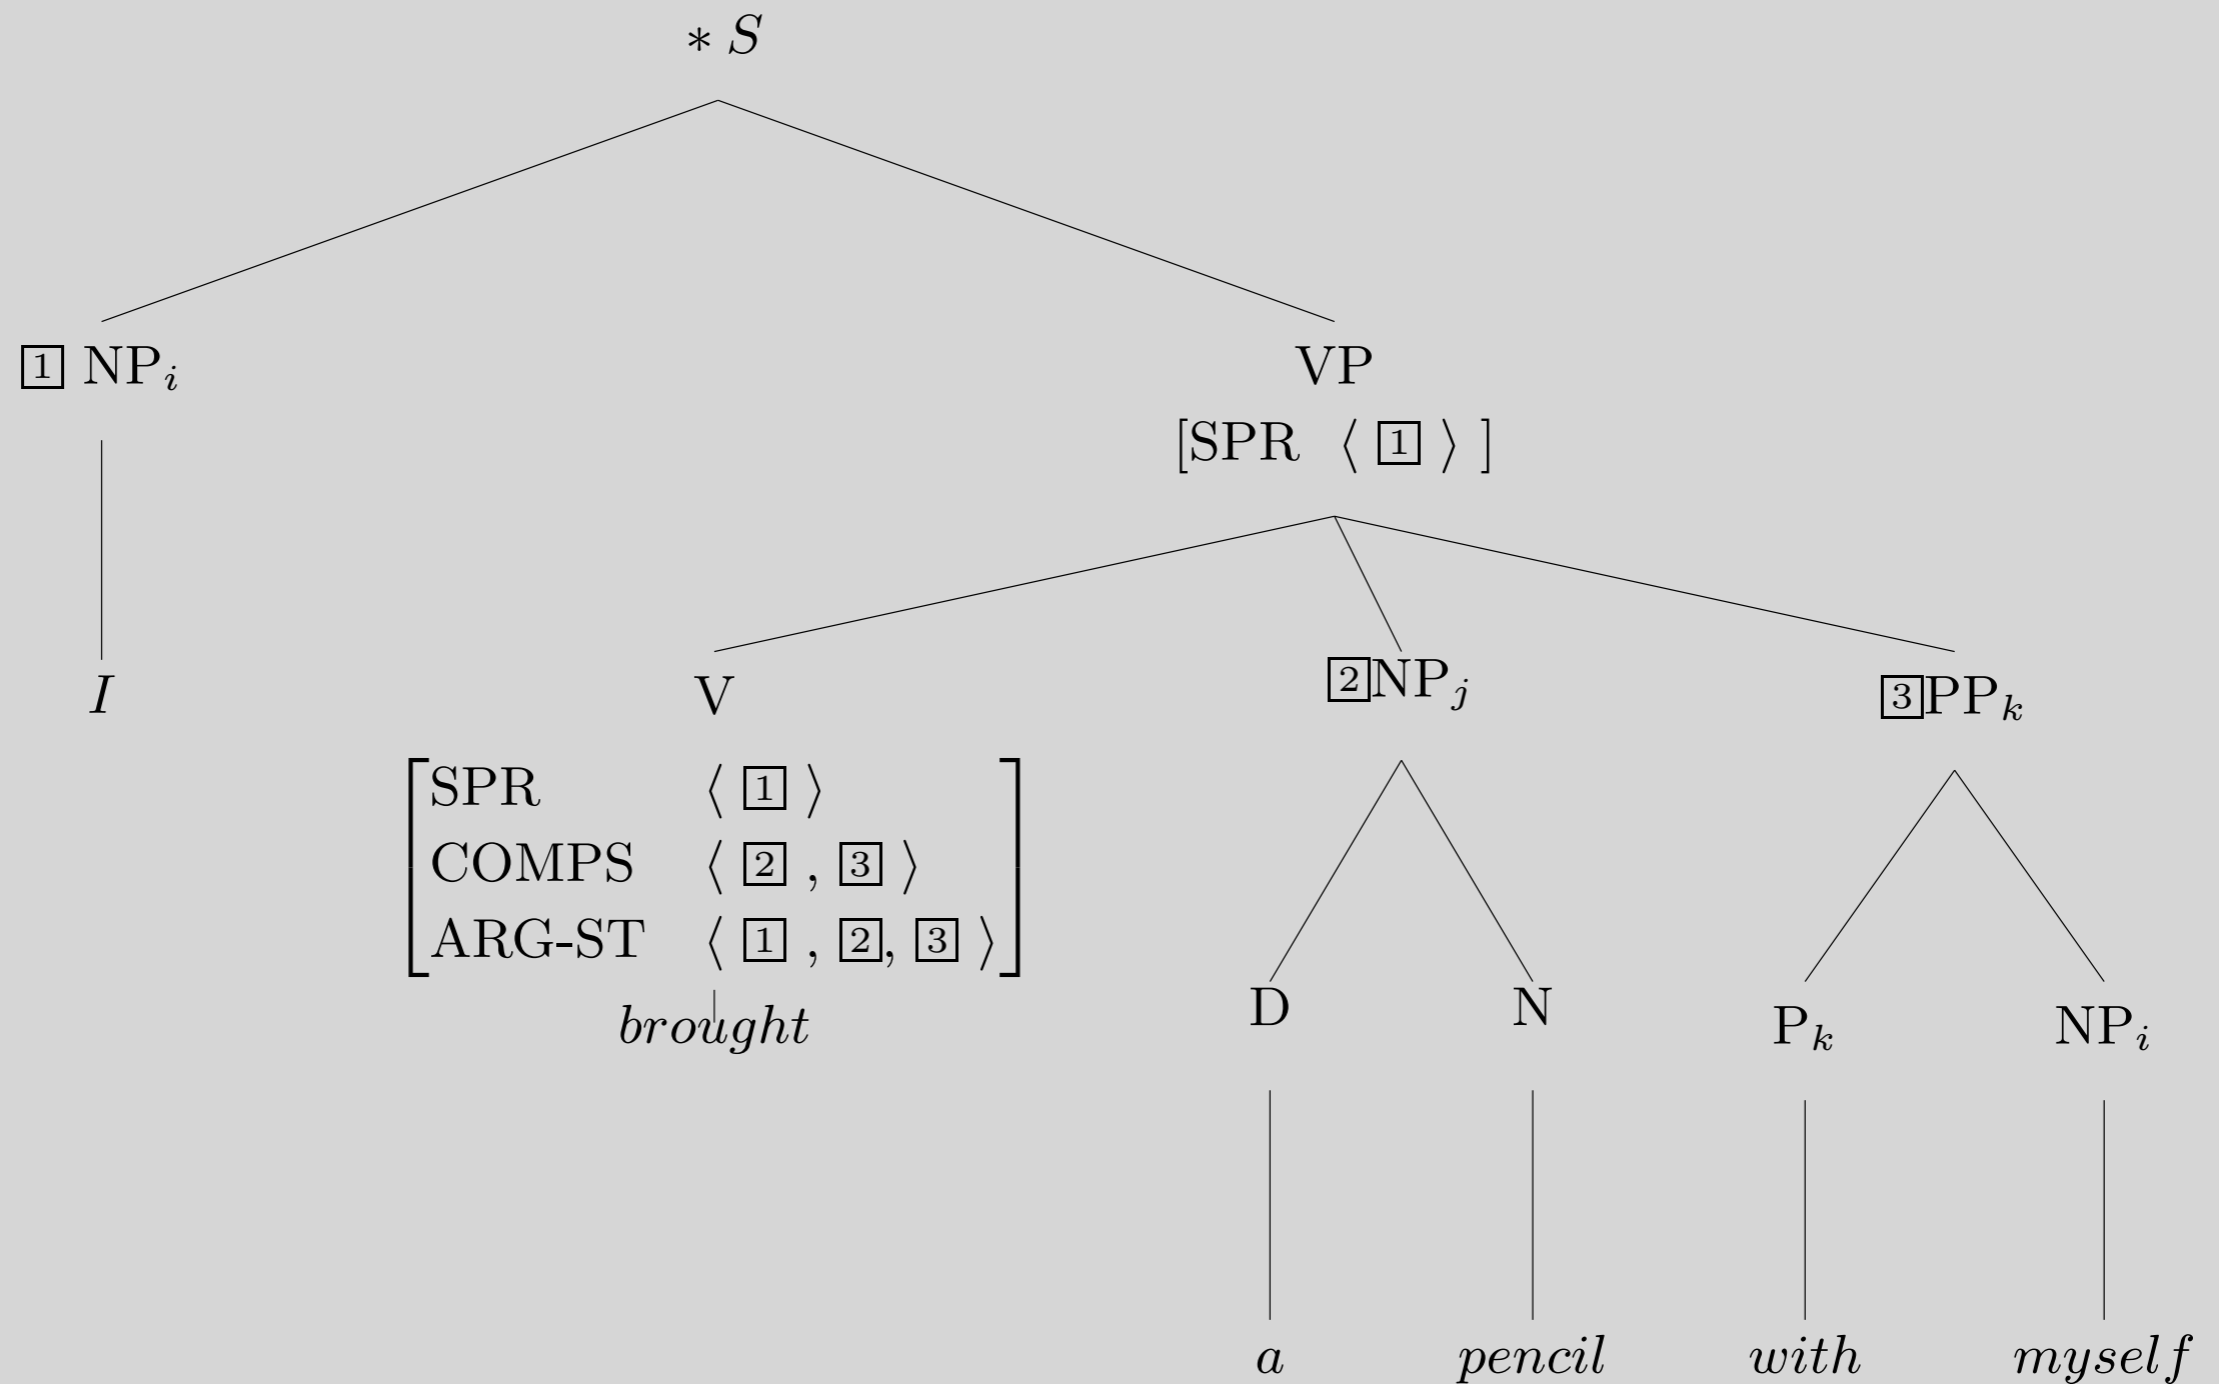 * S
1 NP_i VP
[SPR ⟨ 1 ⟩ ]
I V 2NP_j 3PP_k
SPR ⟨ 1 ⟩
COMPS ⟨ 2 , 3 ⟩
ARG-ST ⟨ 1 , 2, 3 ⟩
brought D N P_k NP_i
a pencil with myself